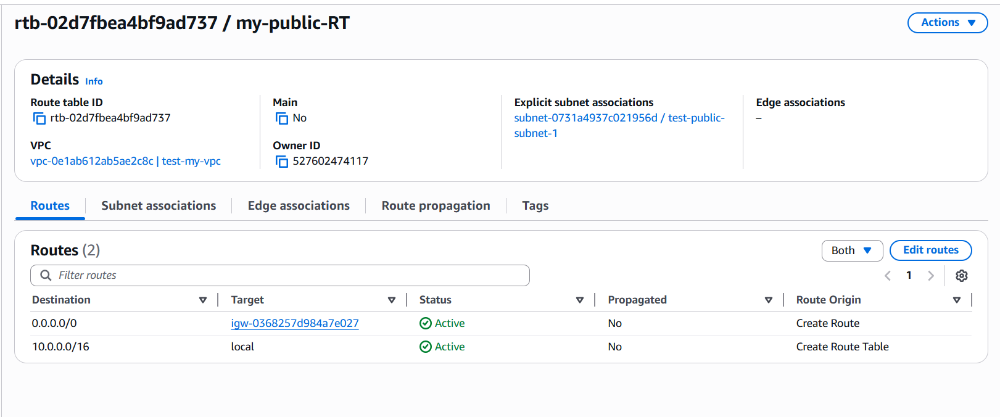 rtb-02d7fbea4bf9ad737 / my-public-RT
Actions
Details Info
Route table ID
rtb-02d7fbea4bf9ad737
Main
No
Explicit subnet associations
subnet-0731a4937c021956d / test-public-
subnet-1
Edge associations
–
VPC
vpc-0e1ab612ab5ae2c8c | test-my-vpc
Owner ID
527602474117
Routes
Subnet associations
Edge associations
Route propagation
Tags
Routes (2)
Both
Edit routes
Filter routes
1
Destination Target Status Propagated Route Origin
0.0.0.0/0 igw-0368257d984a7e027 Active No Create Route
10.0.0.0/16 local Active No Create Route Table